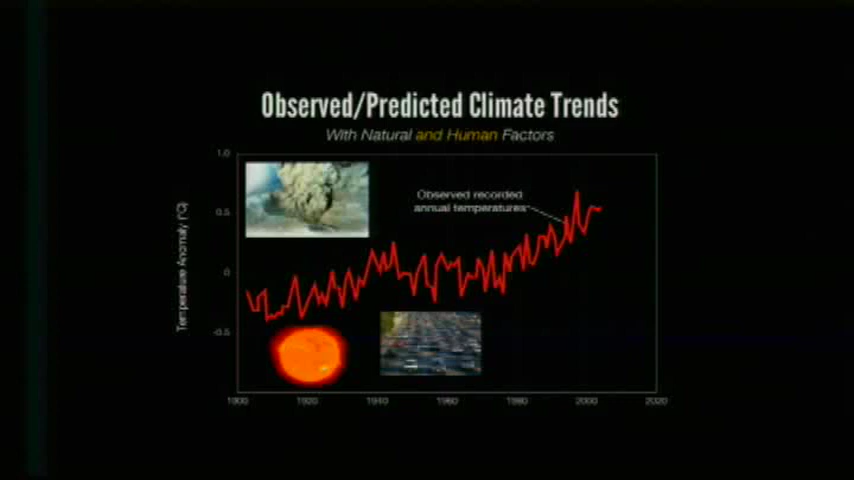 Observed/Predicted Climate Trends
With Natural and Human Factors
1.0
Observed recorded
annual temperatures
0.5
0
-0.5
Temperature Anomaly (°C)
1900 1920 1940 1960 1980 2000 2020